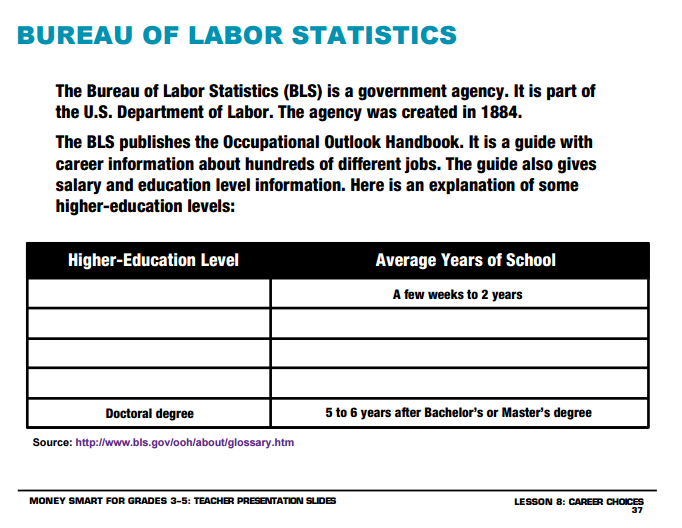 BUREAU OF LABOR STATISTICS
The Bureau of Labor Statistics (BLS) is a government agency. It is part of
the U.S. Department of Labor. The agency was created in 1884.
The BLS publishes the Occupational Outlook Handbook. It is a guide with
career information about hundreds of different jobs. The guide also gives
salary and education level information. Here is an explanation of some
higher-education levels:
Higher-Education Level Average Years of School
A few weeks to 2 years
Doctoral degree 5 to 6 years after Bachelor's or Master's degree
Source: http://www.bls.gov/ooh/about/glossary.htm
MONEY SMART FOR GRADES 3–5: TEACHER PRESENTATION SLIDES LESSON 8: CAREER CHOICES
37